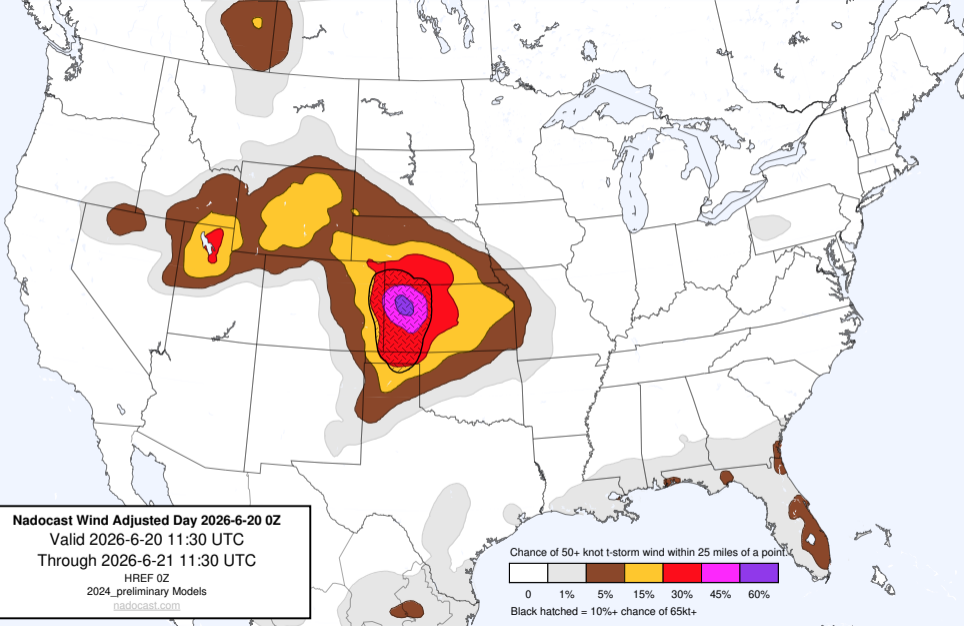 Nadocast Wind Adjusted Day 2026-6-20 0Z
Valid 2026-6-20 11:30 UTC
Through 2026-6-21 11:30 UTC
HREF 0Z
2024_preliminary Models
nadocast.com
Chance of 50+ knot t-storm wind within 25 miles of a point.
0 1% 5% 15% 30% 45% 60%
Black hatched = 10%+ chance of 65kt+